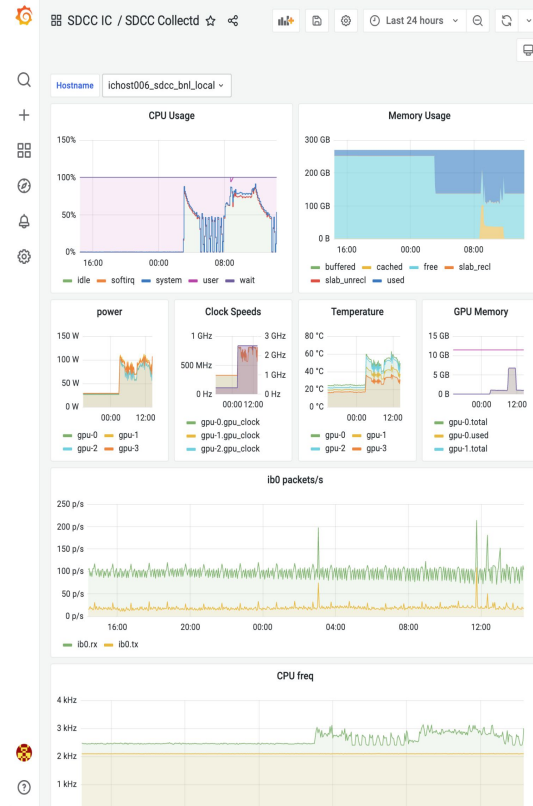 SDCC IC / SDCC Collectd
Last 24 hours
Hostname ichost006_sdcc_bnl_local
CPU Usage
150%
100%
50%
0%
16:00 00:00 08:00
idle softirq system user wait
Memory Usage
300 GB
200 GB
100 GB
0 B
16:00 00:00 08:00
buffered cached free slab_recl
slab_unrecl used
power
150 W
100 W
50 W
0 W
00:00 12:00
gpu-0 gpu-1
gpu-2 gpu-3
Clock Speeds
1 GHz 3 GHz
2 GHz
500 MHz
1 GHz
0 Hz 0 Hz
00:00 12:00
gpu-0.gpu_clock
gpu-1.gpu_clock
gpu-2.gpu_clock
Temperature
80 °C
60 °C
40 °C
20 °C
0 °C
00:00 12:00
gpu-0 gpu-1
gpu-2 gpu-3
GPU Memory
15 GB
10 GB
5 GB
0 B
00:00 12:00
gpu-0.total
gpu-0.used
gpu-1.total
ib0 packets/s
250 p/s
200 p/s
150 p/s
100 p/s
50 p/s
0 p/s
16:00 20:00 00:00 04:00 08:00 12:00
ib0.rx ib0.tx
CPU freq
4 kHz
3 kHz
2 kHz
1 kHz